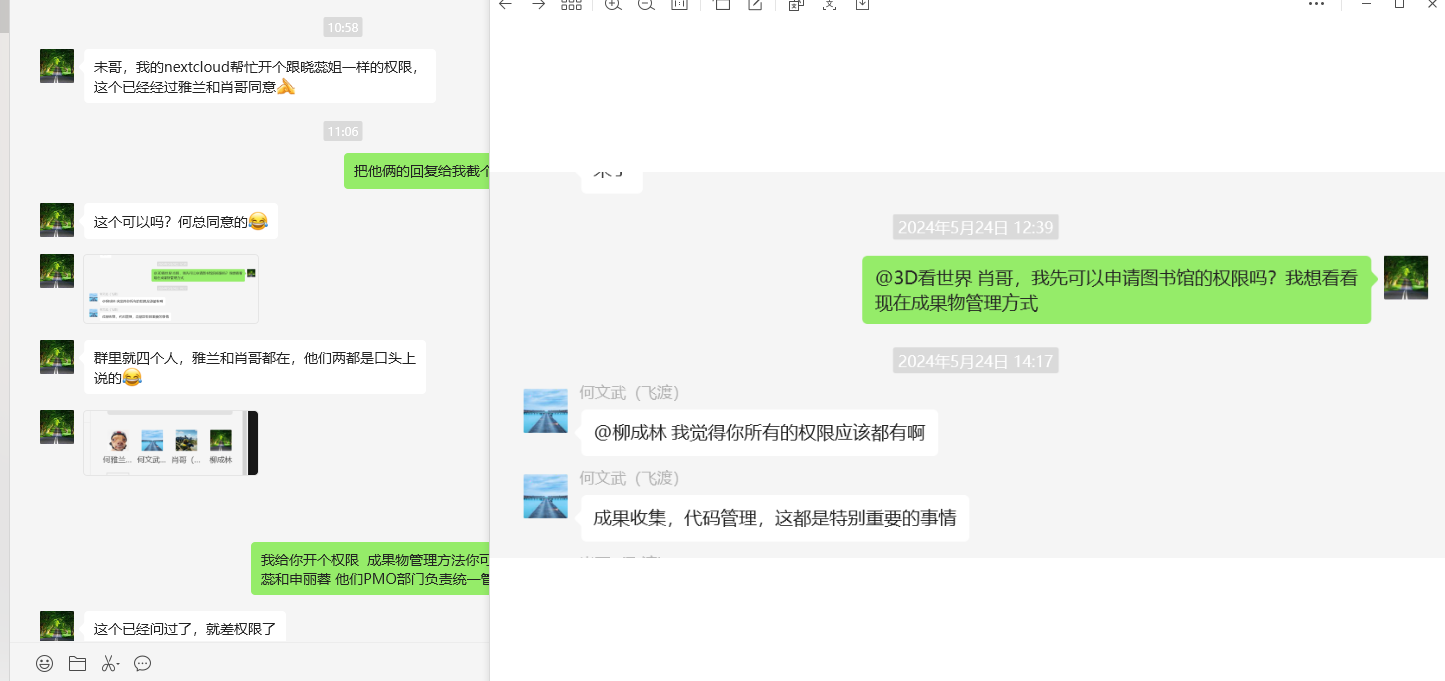 10:58
未哥，我的nextcloud帮忙开个跟晓蕊姐一样的权限，
这个已经经过雅兰和肖哥同意
11:06
把他俩的回复给我截个
这个可以吗？何总同意的
群里就四个人，雅兰和肖哥都在，他们两都是口头上
说的
何雅兰... 何文武... 肖哥（... 柳成林
我给你开个权限 成果物管理方法你可
蕊和申丽蓉 他们PMO部门负责统一管
这个已经问过了，就差权限了
2024年5月24日 12:39
@3D看世界 肖哥，我先可以申请图书馆的权限吗？我想看看
现在成果物管理方式
2024年5月24日 14:17
何文武（飞渡）
@柳成林 我觉得你所有的权限应该都有啊
何文武（飞渡）
成果收集，代码管理，这都是特别重要的事情